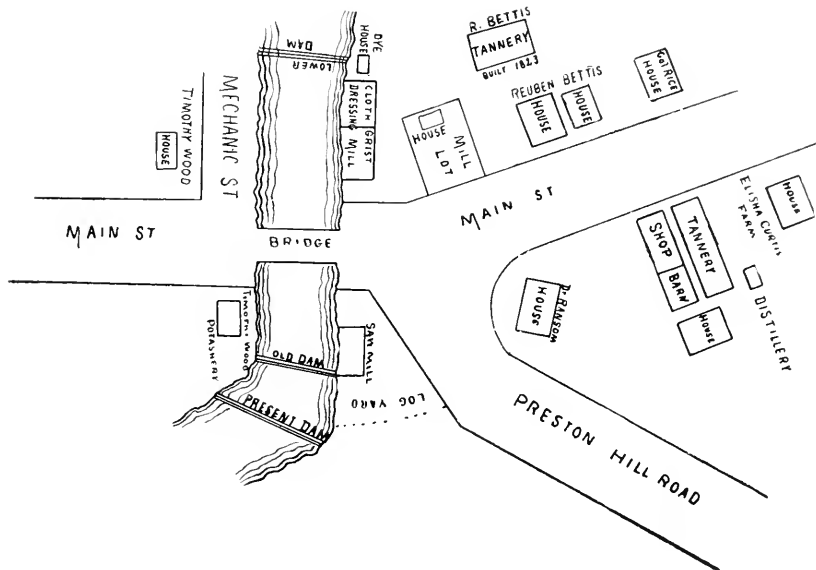 R. BETTIS
TANNERY
BUILT 1823
DAM
LOWER
DYE
HOUSE
CLOTH
DRESSING
GRIST
MILL
MECHANIC ST
TIMOTHY WOOD
HOUSE
HOUSE
MILL
LOT
REUBEN BETTIS
HOUSE
HOUSE
Col RICE
HOUSE
MAIN ST
MAIN ST
BRIDGE
ELISHA CURTIS
FARM
HOUSE
TANNERY
SHOP
BARN
HOUSE
DISTILLERY
Dr RANSOM
HOUSE
TIMOTHY WOOD
POTASHERY
OLD DAM
SAW MILL
PRESENT DAM
LOG YARD
PRESTON HILL ROAD